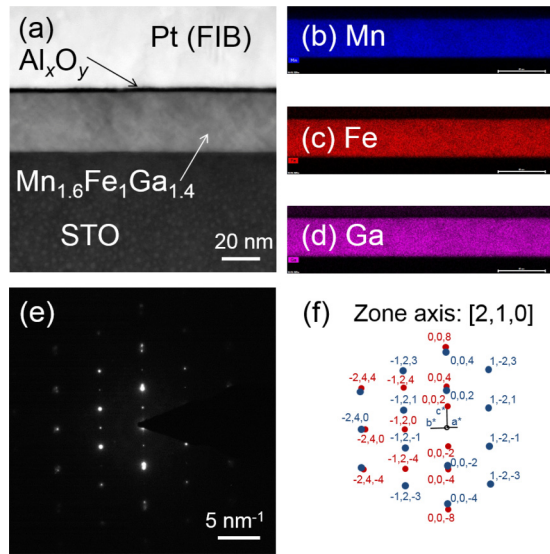 (a)
Pt (FIB)
AlxOy
Mn1.6Fe1Ga1.4
STO
20 nm
(b) Mn
(c) Fe
(d) Ga
(e)
5 nm-1
(f) Zone axis: [2,1,0]
0,0,8
-1,2,3
0,0,4
1,-2,3
-2,4,4
-1,2,4
0,0,4
-1,2,1
0,0,2
0,0,2
1,-2,1
-2,4,0
-1,2,0
c*
b*
a*
-2,4,0
-1,2,-1
0,0,-2
1,-2,-1
-2,4,-4
-1,2,-4
0,0,-2
0,0,-4
-1,2,-3
0,0,-4
1,-2,-3
0,0,-8